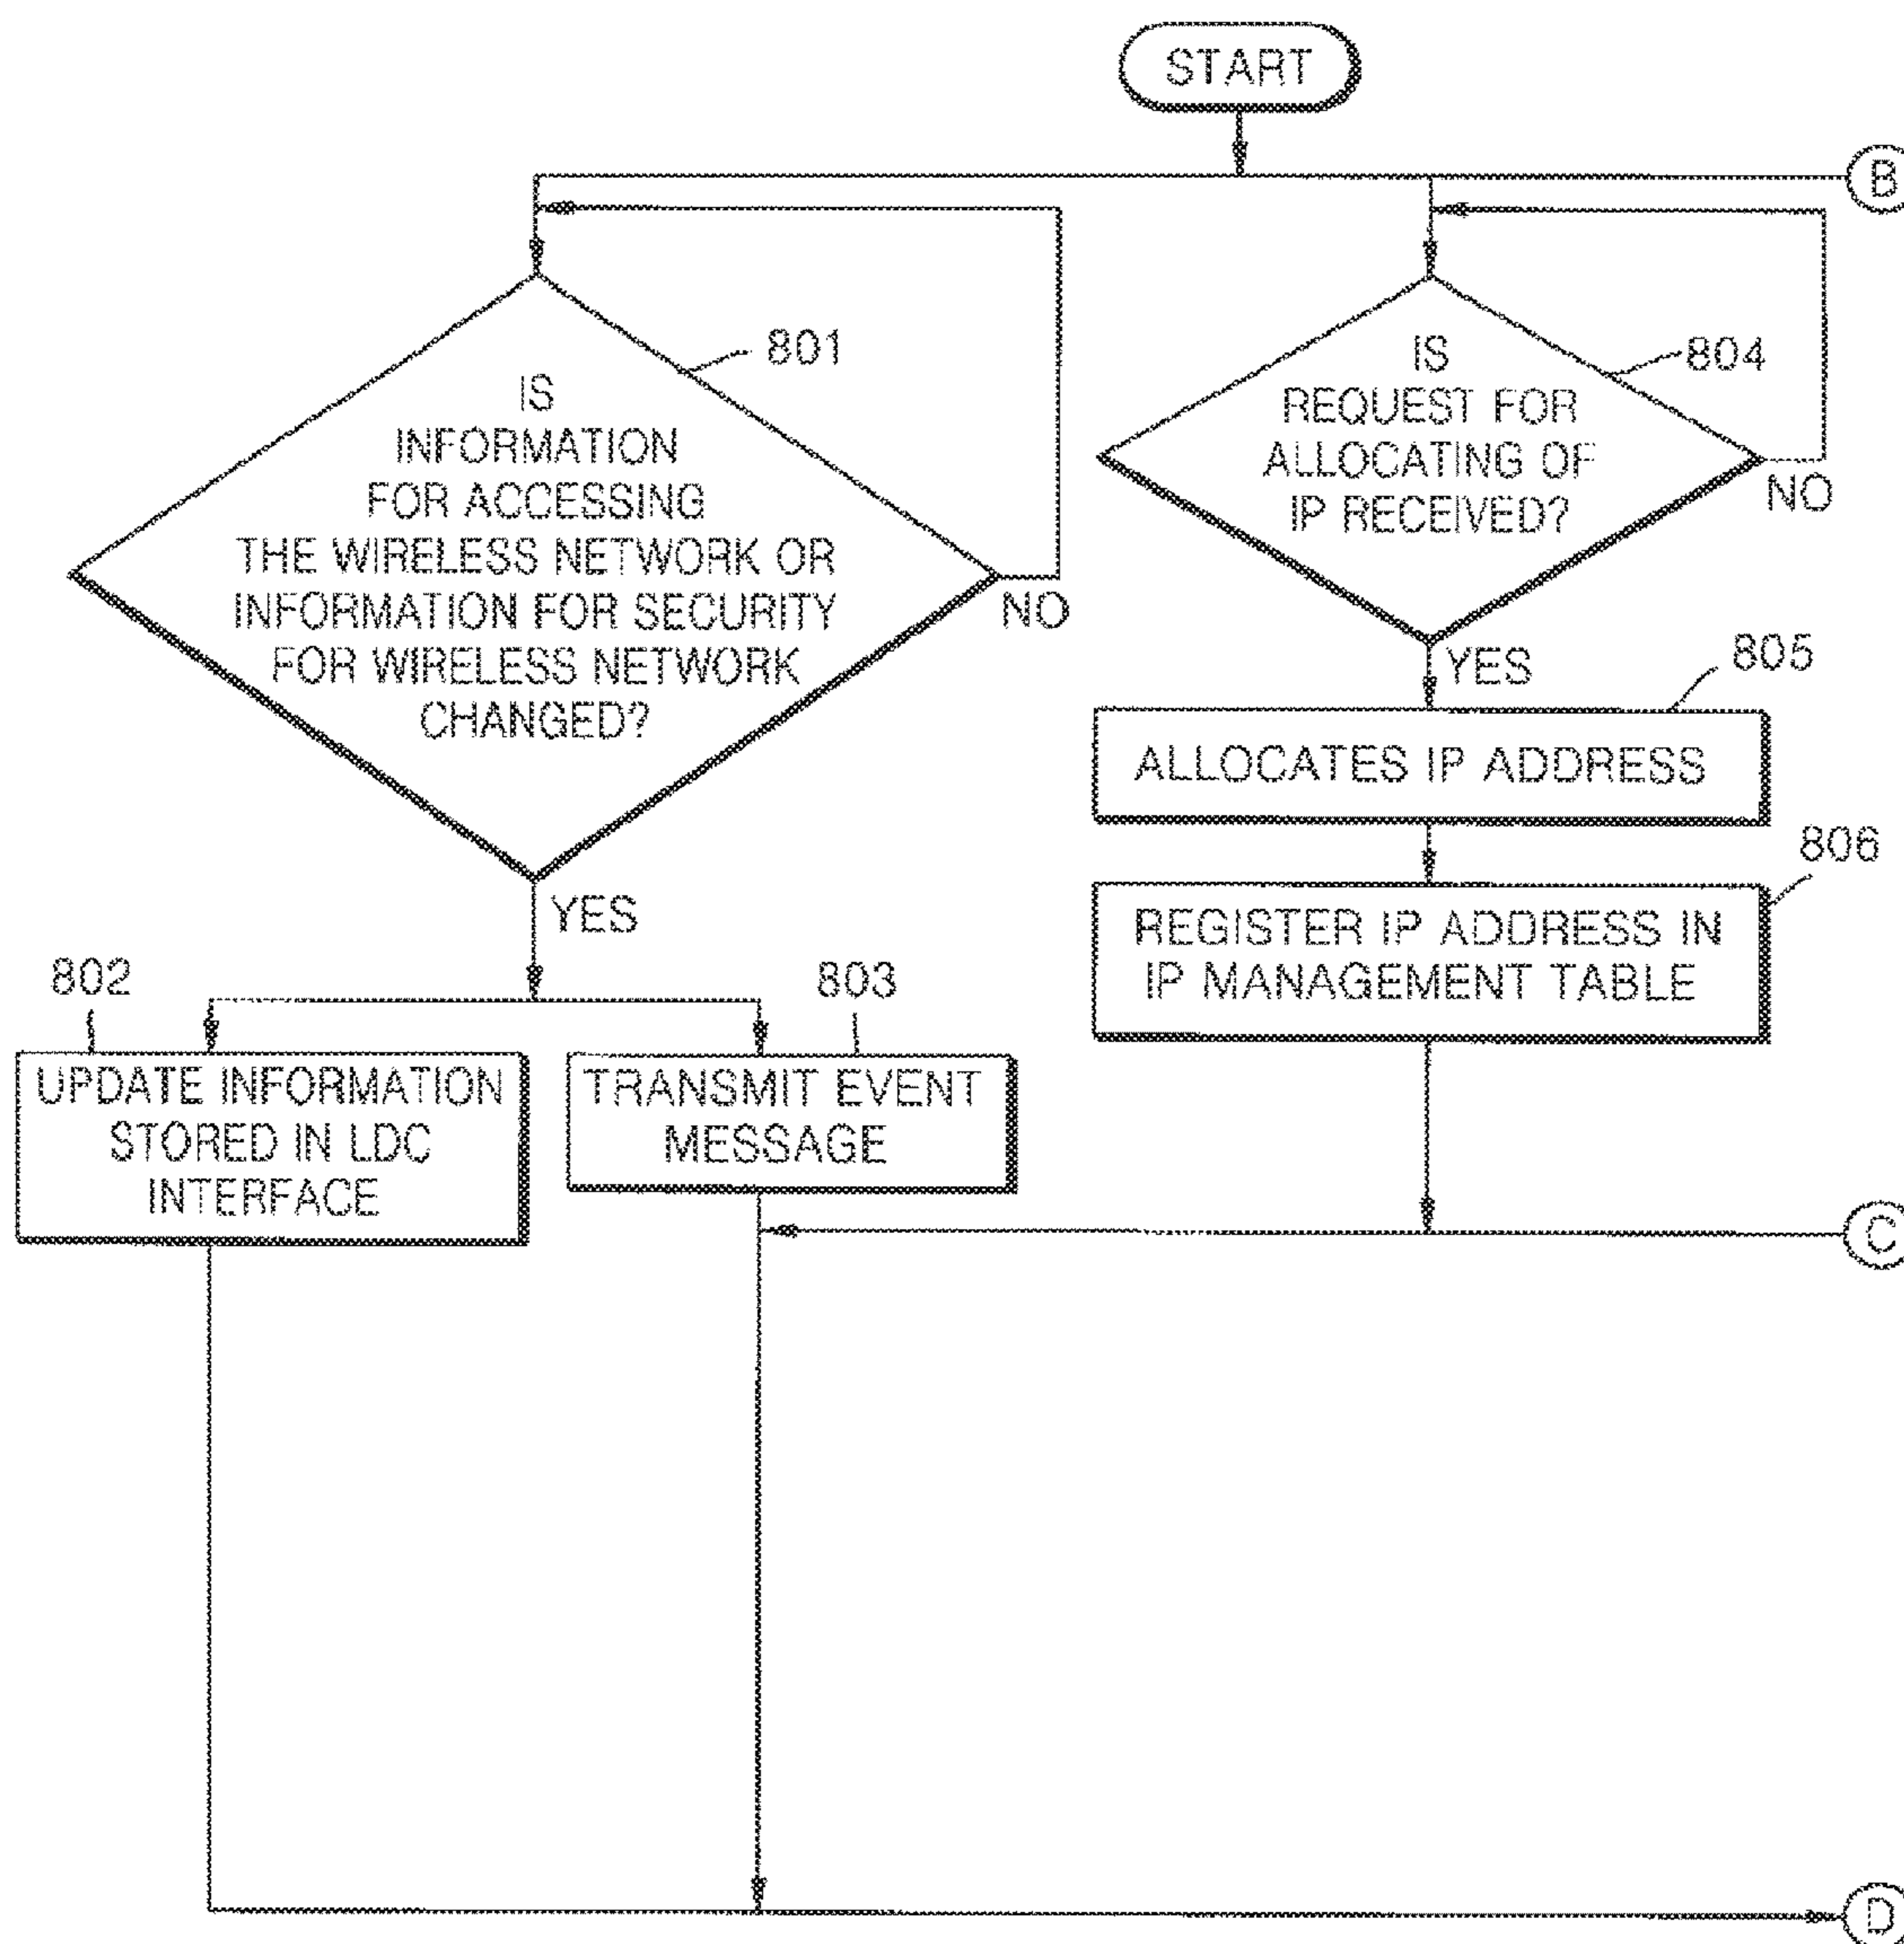 START
B
801
IS
INFORMATION
FOR ACCESSING
THE WIRELESS NETWORK OR
INFORMATION FOR SECURITY
FOR WIRELESS NETWORK
CHANGED?
NO
YES
804
IS
REQUEST FOR
ALLOCATING OF
IP RECEIVED?
NO
YES
805
ALLOCATES IP ADDRESS
806
REGISTER IP ADDRESS IN
IP MANAGEMENT TABLE
802
UPDATE INFORMATION
STORED IN LDC
INTERFACE
803
TRANSMIT EVENT
MESSAGE
C
D